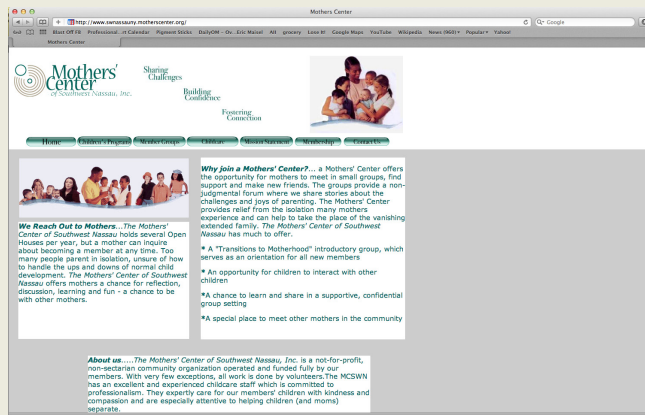 Mothers Center
http://www.swnassauny.motherscenter.org/
Google
Blast Off FB Professional...rt Calendar Pigment Sticks DailyOM - Ov...Eric Maisel All grocery Lose It! Google Maps YouTube Wikipedia News (960) Popular Yahoo!
Mothers Center
Mothers'
Center
of Southwest Nassau, Inc.
Sharing
Challenges
Building
Confidence
Fostering
Connection
Home Children's Programs Member Groups Childcare Mission Statement Membership Contact Us
We Reach Out to Mothers...The Mothers'
Center of Southwest Nassau holds several Open
Houses per year, but a mother can inquire
about becoming a member at any time. Too
many people parent in isolation, unsure of how
to handle the ups and downs of normal child
development. The Mothers' Center of Southwest
Nassau offers mothers a chance for reflection,
discussion, learning and fun - a chance to be
with other mothers.
Why join a Mothers' Center?... a Mothers' Center offers
the opportunity for mothers to meet in small groups, find
support and make new friends. The groups provide a non-
judgmental forum where we share stories about the
challenges and joys of parenting. The Mothers' Center
provides relief from the isolation many mothers
experience and can help to take the place of the vanishing
extended family. The Mothers' Center of Southwest
Nassau has much to offer.
* A "Transitions to Motherhood" introductory group, which
serves as an orientation for all new members
* An opportunity for children to interact with other
children
*A chance to learn and share in a supportive, confidential
group setting
*A special place to meet other mothers in the community
About us.....The Mothers' Center of Southwest Nassau, Inc. is a not-for-profit,
non-sectarian community organization operated and funded fully by our
members. With very few exceptions, all work is done by volunteers.The MCSWN
has an excellent and experienced childcare staff which is committed to
professionalism. They expertly care for our members' children with kindness and
compassion and are especially attentive to helping children (and moms)
separate.